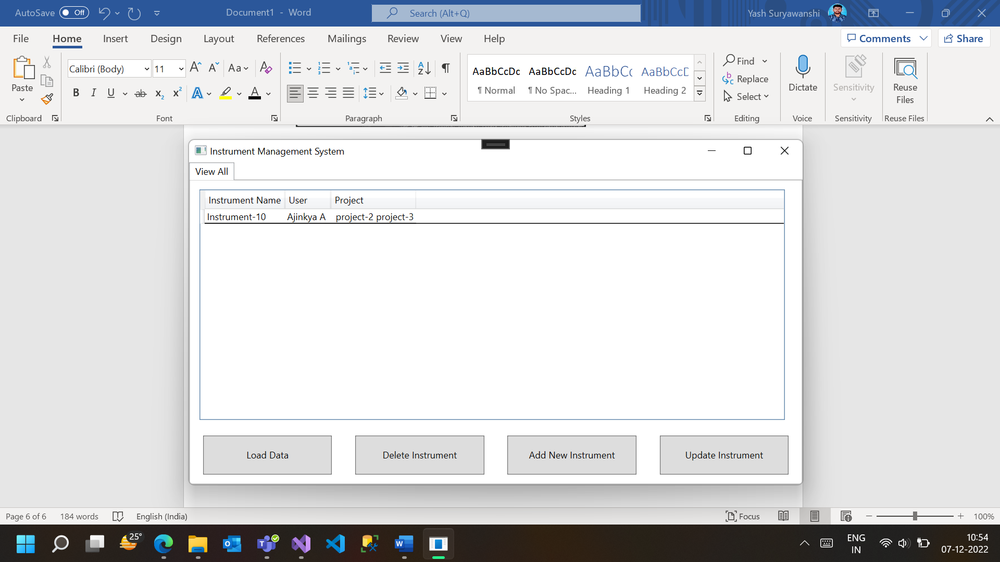 AutoSave Off Document1 - Word Search (Alt+Q) Yash Suryawanshi
File Home Insert Design Layout References Mailings Review View Help Comments Share
Paste
Clipboard
Calibri (Body) 11
Font
Paragraph
AaBbCcDc AaBbCcDc AaBbCc AaBbCcD
¶ Normal ¶ No Spac... Heading 1 Heading 2
Styles
Find
Replace
Select
Editing
Dictate
Voice
Sensitivity
Sensitivity
Reuse
Files
Reuse Files
Instrument Management System
View All
Instrument Name User Project
Instrument-10 Ajinkya A project-2 project-3
Load Data Delete Instrument Add New Instrument Update Instrument
Page 6 of 6 184 words English (India) Focus 100%
25°
ENG
IN
10:54
07-12-2022